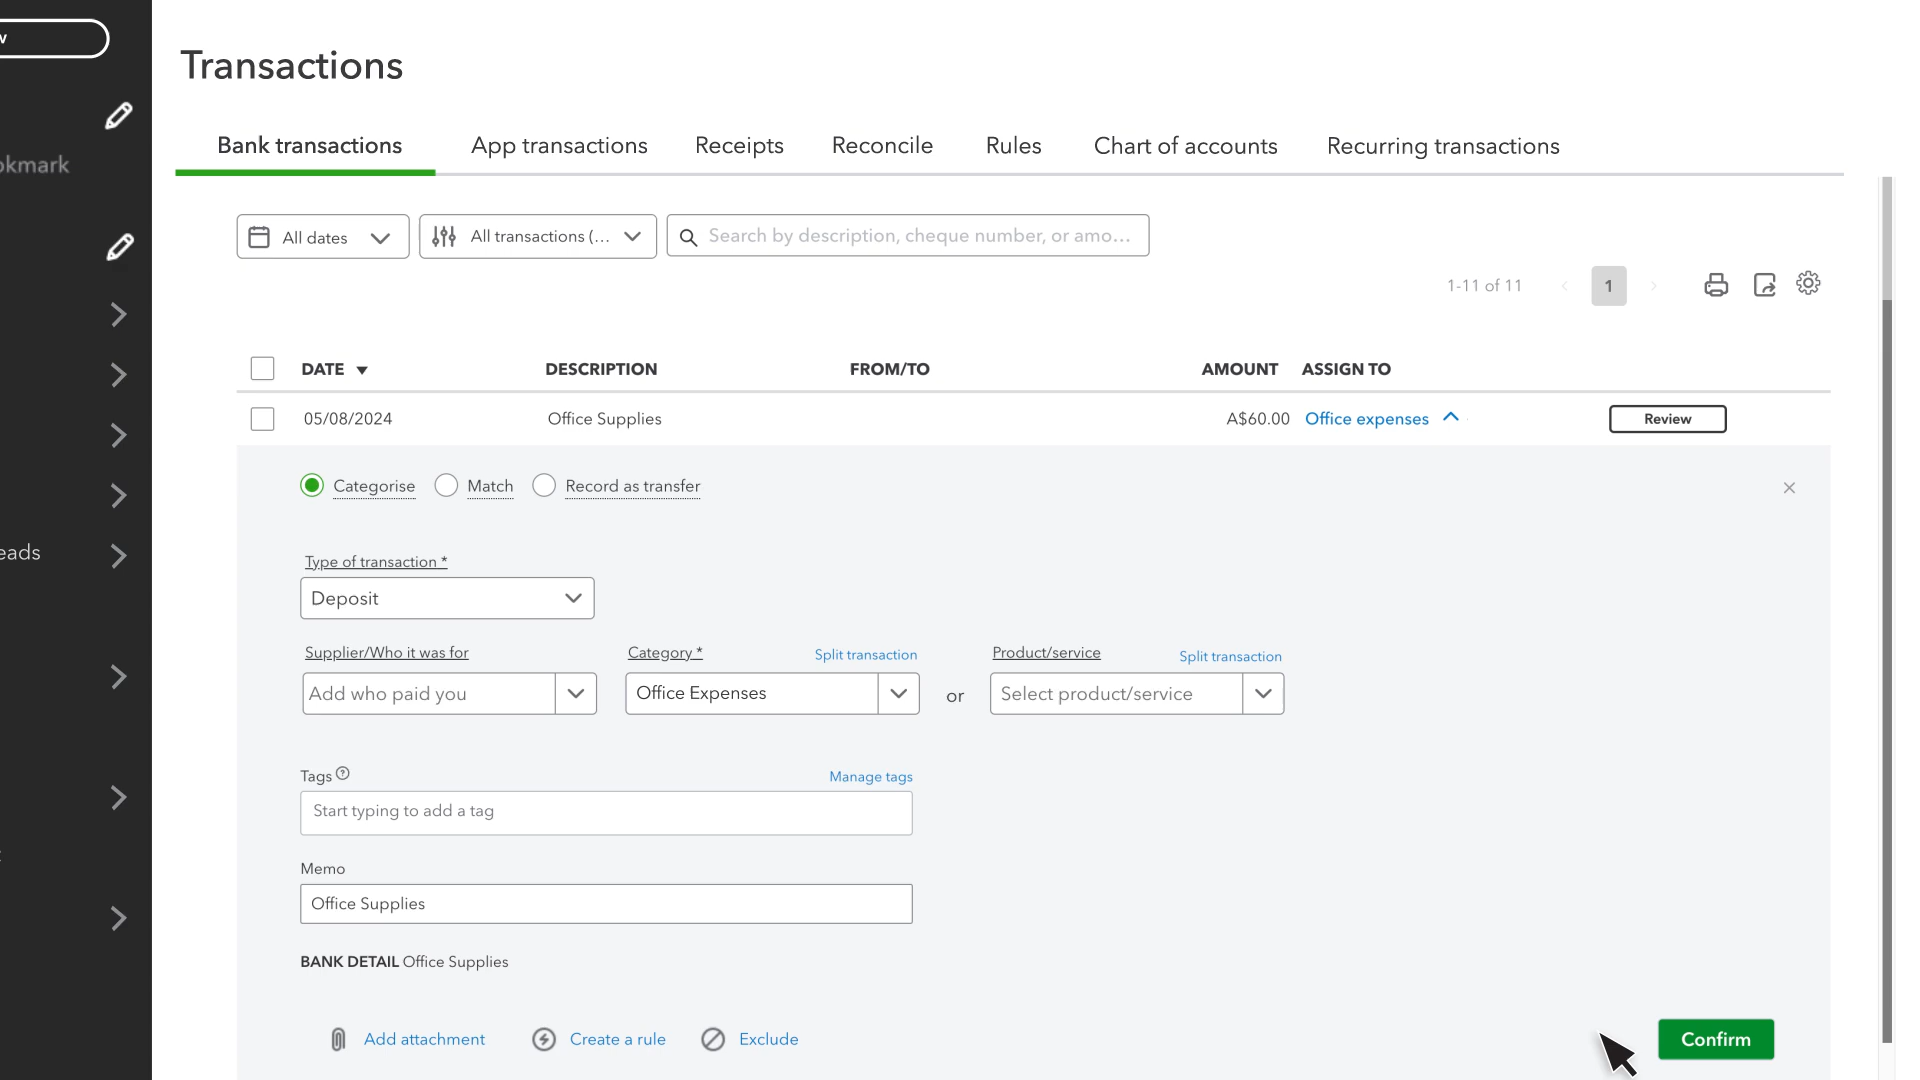 Transactions
Bank transactions App transactions Receipts Reconcile Rules Chart of accounts Recurring transactions
okmark
All dates All transactions (... Search by description, cheque number, or amo...
1-11 of 11 1
DATE DESCRIPTION FROM/TO AMOUNT ASSIGN TO
05/08/2024 Office Supplies A$60.00 Office expenses Review
Categorise Match Record as transfer
eads
Type of transaction *
Deposit
Supplier/Who it was for Category * Split transaction Product/service Split transaction
Add who paid you Office Expenses or Select product/service
Tags Manage tags
Start typing to add a tag
Memo
Office Supplies
BANK DETAIL Office Supplies
Add attachment Create a rule Exclude Confirm